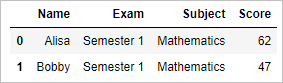 Name Exam Subject Score
0 Alisa Semester 1 Mathematics 62
1 Bobby Semester 1 Mathematics 47